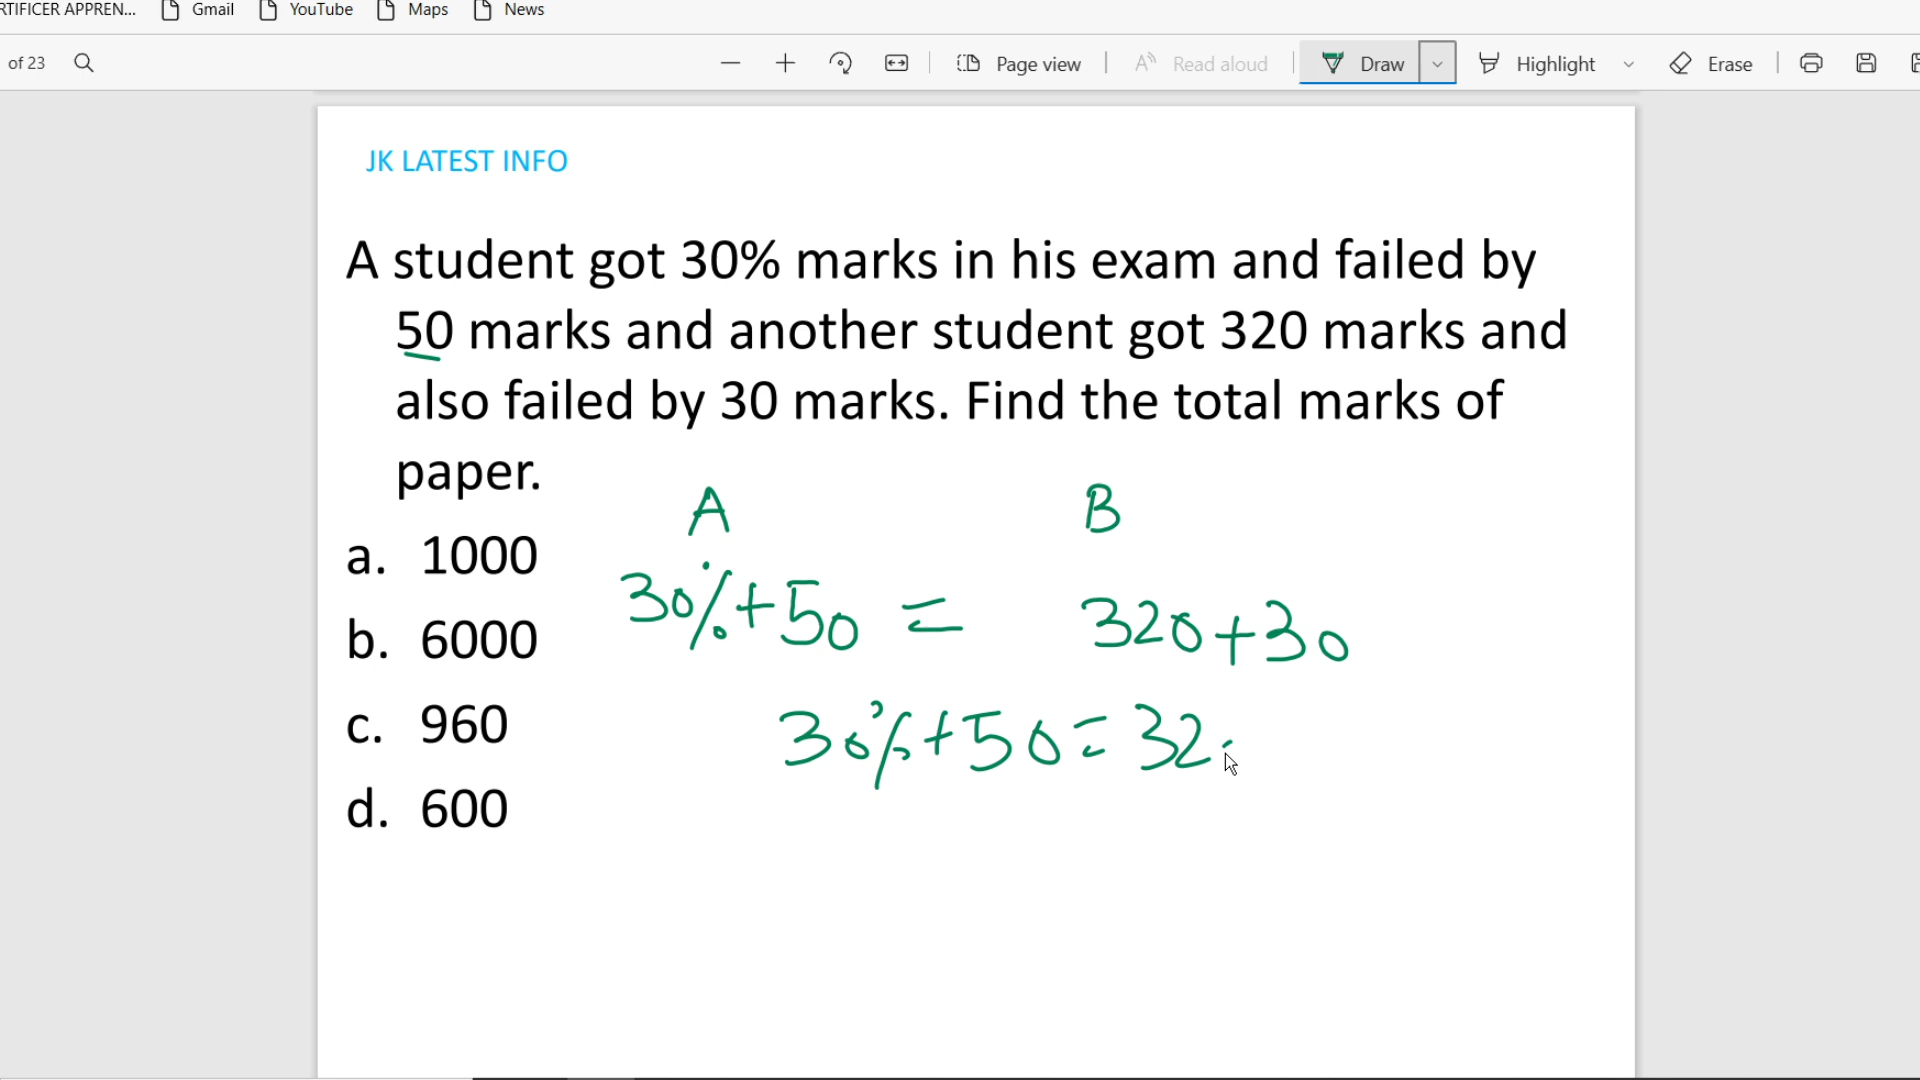 RTIFICER APPREN... Gmail YouTube Maps News
of 23 Page view Read aloud Draw Highlight Erase
JK LATEST INFO
A student got 30% marks in his exam and failed by
50 marks and another student got 320 marks and
also failed by 30 marks. Find the total marks of
paper.
A B
a. 1000
30%+50 = 320+30
b. 6000
c. 960
30%+50=32
d. 600